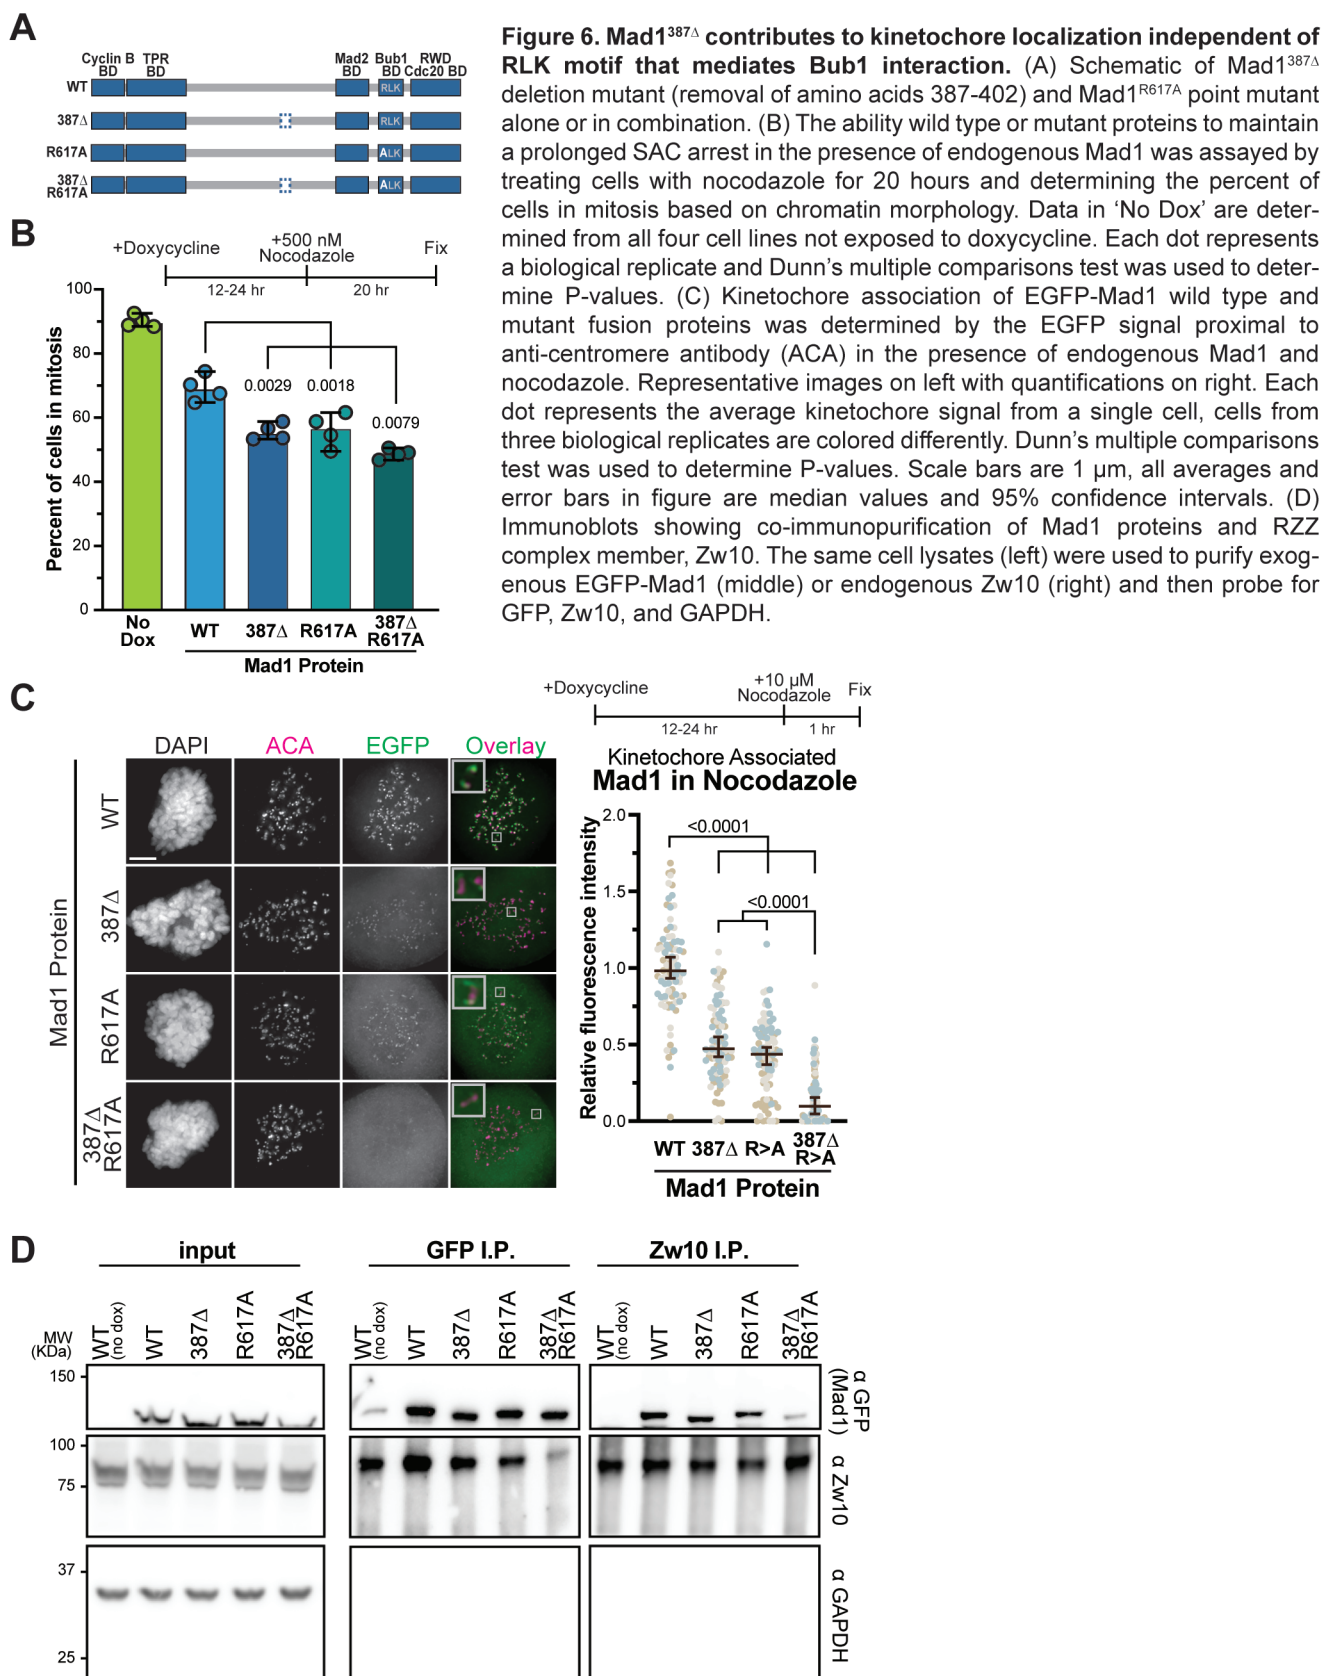 A
Cyclin B TPR Mad2 Bub1 RWD
BD BD BD BD Cdc20 BD
WT RLK
387Δ RLK
R617A ALK
387Δ
R617A ALK
Figure 6. Mad1387Δ contributes to kinetochore localization independent of
RLK motif that mediates Bub1 interaction. (A) Schematic of Mad1387Δ
deletion mutant (removal of amino acids 387-402) and Mad1R617A point mutant
alone or in combination. (B) The ability wild type or mutant proteins to maintain
a prolonged SAC arrest in the presence of endogenous Mad1 was assayed by
treating cells with nocodazole for 20 hours and determining the percent of
cells in mitosis based on chromatin morphology. Data in ‘No Dox’ are deter-
mined from all four cell lines not exposed to doxycycline. Each dot represents
a biological replicate and Dunn’s multiple comparisons test was used to deter-
mine P-values. (C) Kinetochore association of EGFP-Mad1 wild type and
mutant fusion proteins was determined by the EGFP signal proximal to
anti-centromere antibody (ACA) in the presence of endogenous Mad1 and
nocodazole. Representative images on left with quantifications on right. Each
dot represents the average kinetochore signal from a single cell, cells from
three biological replicates are colored differently. Dunn’s multiple comparisons
test was used to determine P-values. Scale bars are 1 µm, all averages and
error bars in figure are median values and 95% confidence intervals. (D)
Immunoblots showing co-immunopurification of Mad1 proteins and RZZ
complex member, Zw10. The same cell lysates (left) were used to purify exog-
enous EGFP-Mad1 (middle) or endogenous Zw10 (right) and then probe for
GFP, Zw10, and GAPDH.
B
+Doxycycline +500 nM Nocodazole Fix
12-24 hr 20 hr
Percent of cells in mitosis
100
80
60
40
20
0
0.0029 0.0018
0.0079
No Dox WT 387Δ R617A 387Δ R617A
Mad1 Protein
C
+Doxycycline +10 µM Nocodazole Fix
12-24 hr 1 hr
DAPI ACA EGFP Overlay
Mad1 Protein
WT
387Δ
R617A
387Δ
R617A
Kinetochore Associated
Mad1 in Nocodazole
Relative fluorescence intensity
2.0
1.5
1.0
0.5
0.0
<0.0001
<0.0001
WT 387Δ R>A 387Δ R>A
Mad1 Protein
D
input GFP I.P. Zw10 I.P.
WT (no dox) WT 387Δ R617A 387Δ R617A
WT (no dox) WT 387Δ R617A 387Δ R617A
WT (no dox) WT 387Δ R617A 387Δ R617A
MW
(KDa)
150
100
75
37
25
α GFP
(Mad1)
α Zw10
α GAPDH